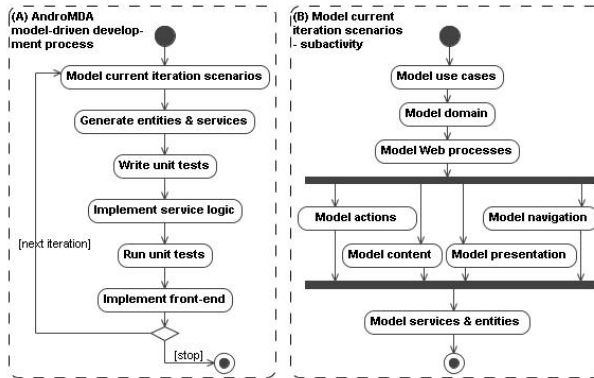 (A) AndroMDA
model-driven develop-
ment process
Model current iteration scenarios
Generate entities & services
Write unit tests
Implement service logic
[next iteration]
Run unit tests
Implement front-end
[stop]
(B) Model current
iteration scenarios
- subactivity
Model use cases
Model domain
Model Web processes
Model actions
Model navigation
Model content
Model presentation
Model services & entities